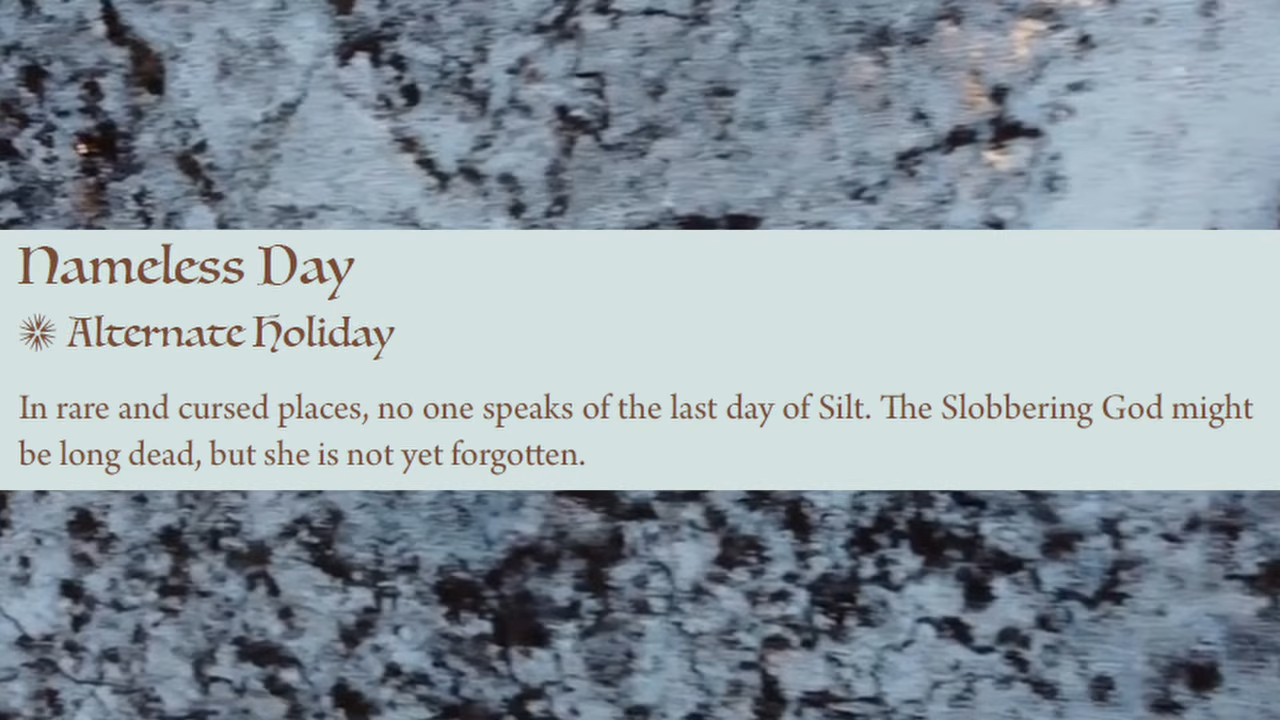 Nameless Day
Alternate Holiday
In rare and cursed places, no one speaks of the last day of Silt. The Slobbering God might
be long dead, but she is not yet forgotten.